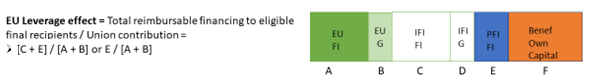 EU Leverage effect = Total reimbursable financing to eligible
final recipients / Union contribution =
➢ [C + E] / [A + B] or E / [A + B]
EU FI
EU G
IFI FI
IFI G
PFI FI
Benef Own Capital
A B C D E F